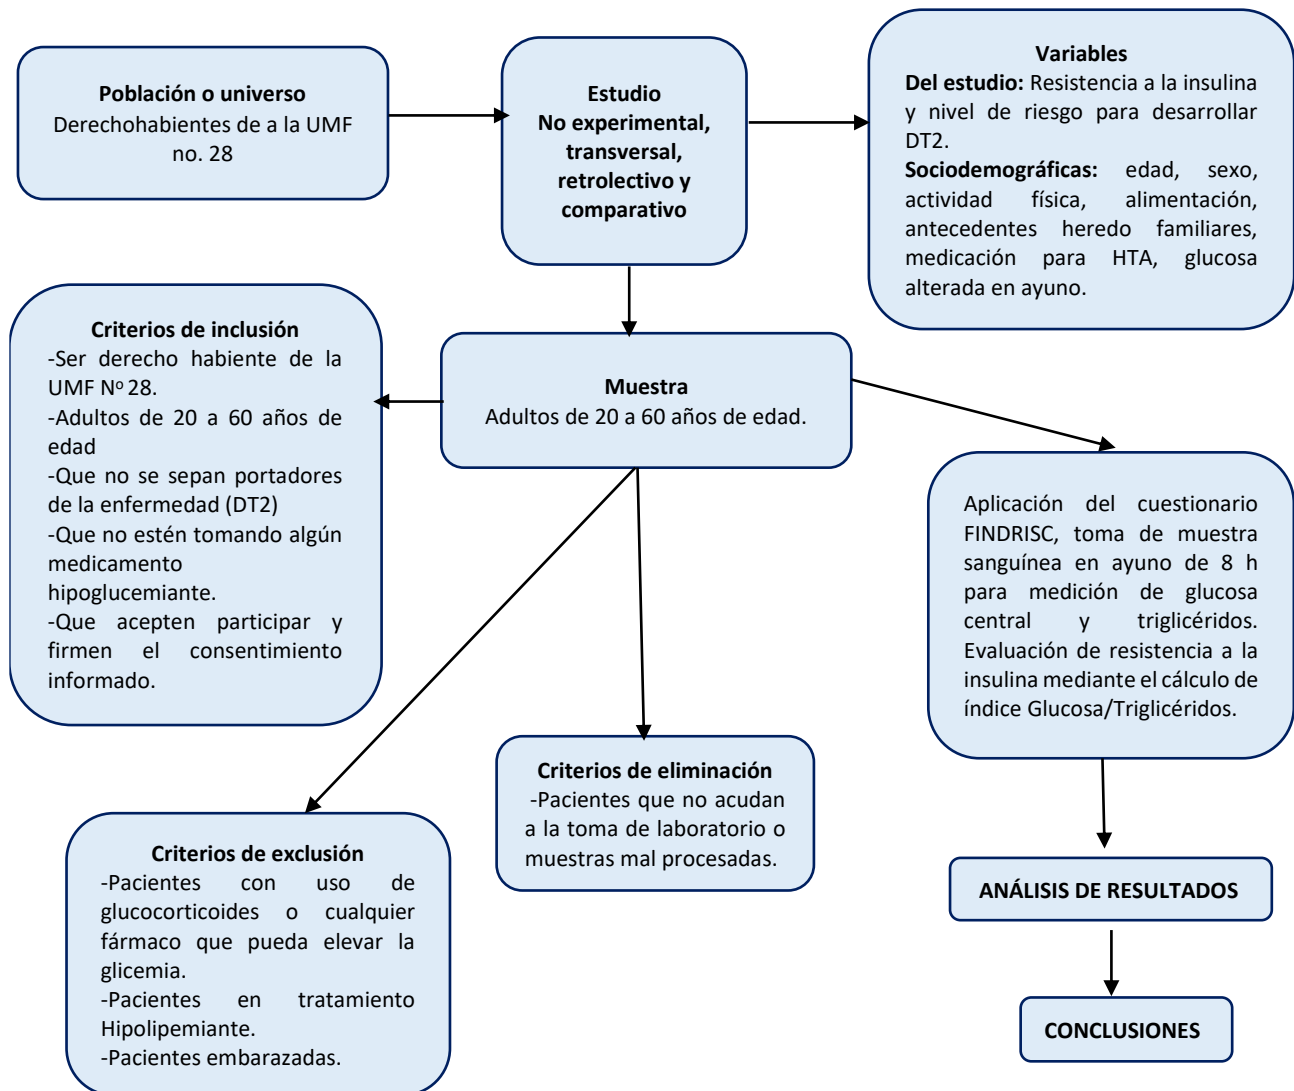 Población o universo
Derechohabientes de a la UMF
no. 28
Estudio
No experimental,
transversal,
retrolectivo y
comparativo
Variables
Del estudio: Resistencia a la insulina
y nivel de riesgo para desarrollar
DT2.
Sociodemográficas: edad, sexo,
actividad física, alimentación,
antecedentes heredo familiares,
medicación para HTA, glucosa
alterada en ayuno.
Criterios de inclusión
-Ser derecho habiente de la
UMF Nº 28.
-Adultos de 20 a 60 años de
edad
-Que no se sepan portadores
de la enfermedad (DT2)
-Que no estén tomando algún
medicamento
hipoglucemiante.
-Que acepten participar y
firmen el consentimiento
informado.
Muestra
Adultos de 20 a 60 años de edad.
Aplicación del cuestionario
FINDRISC, toma de muestra
sanguínea en ayuno de 8 h
para medición de glucosa
central y triglicéridos.
Evaluación de resistencia a la
insulina mediante el cálculo de
índice Glucosa/Triglicéridos.
Criterios de eliminación
-Pacientes que no acudan
a la toma de laboratorio o
muestras mal procesadas.
Criterios de exclusión
-Pacientes con uso de
glucocorticoides o cualquier
fármaco que pueda elevar la
glicemia.
-Pacientes en tratamiento
Hipolipemiante.
-Pacientes embarazadas.
ANÁLISIS DE RESULTADOS
CONCLUSIONES